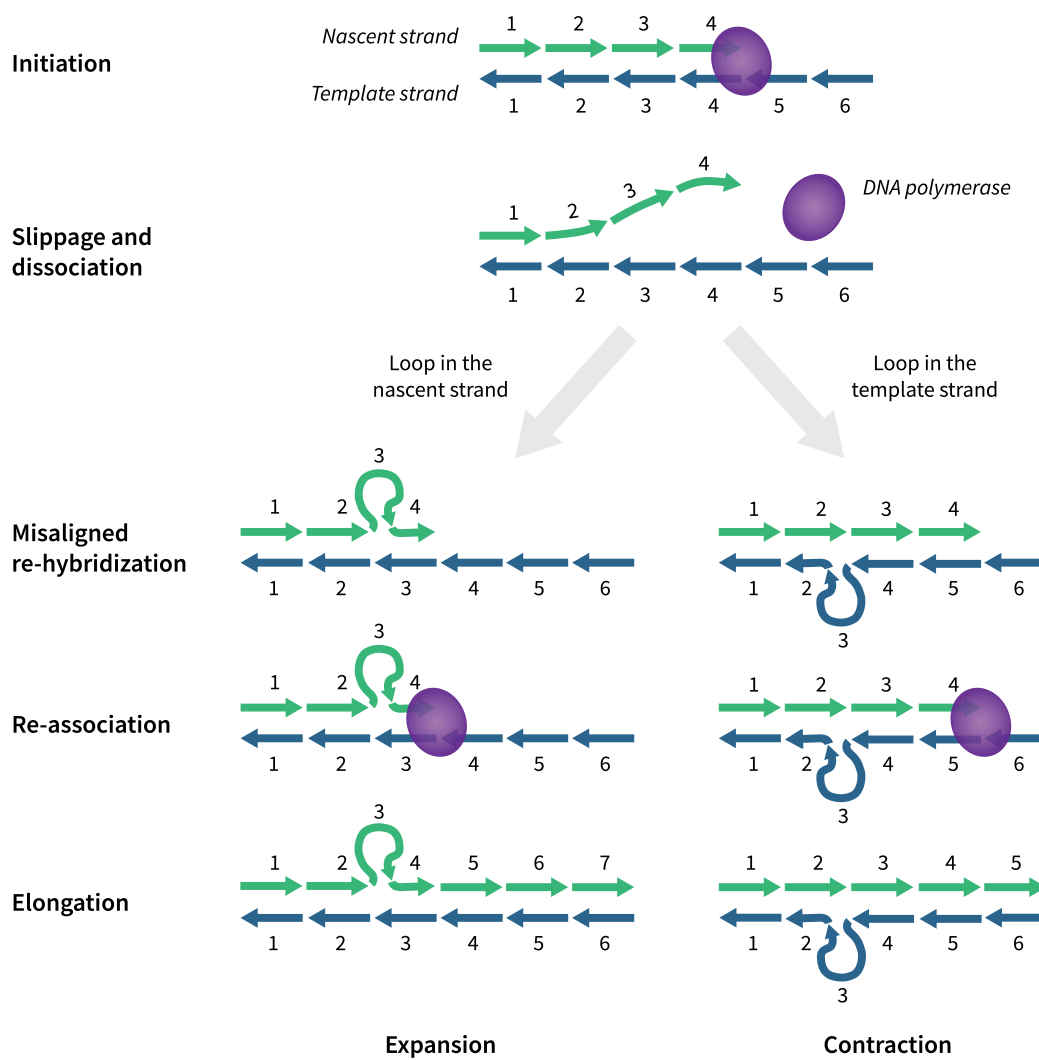 1 2 3 4
Nascent strand
Initiation
Template strand
1 2 3 4 5 6
4
3
DNA polymerase
1 2
Slippage and
dissociation
1 2 3 4 5 6
Loop in the
nascent strand
Loop in the
template strand
3
1 2 4
1 2 3 4
Misaligned
re-hybridization
1 2 3 4 5 6
1 2 4 5 6
3
3
1 2 4
1 2 3 4
Re-association
1 2 3 4 5 6
1 2 4 5 6
3
3
1 2 4 5 6 7
1 2 3 4 5
Elongation
1 2 3 4 5 6
1 2 4 5 6
3
Expansion
Contraction